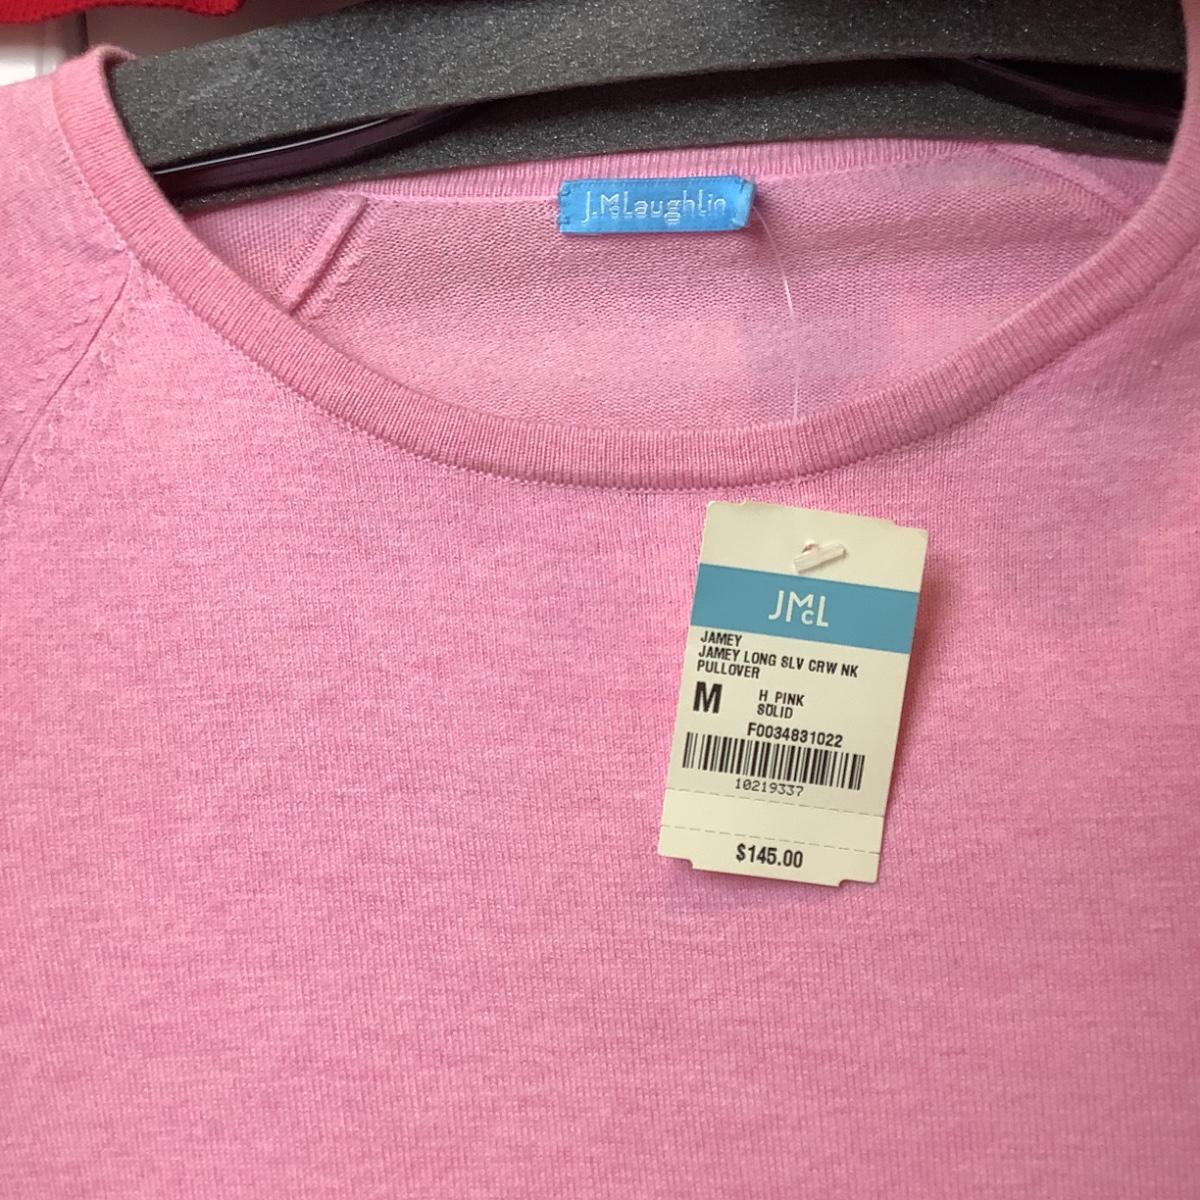 J.McLaughlin
JMcL
JAMEY
JAMEY LONG SLV CRW NK
PULLOVER
M H PINK
SOLID
F0034831022
10219337
$145.00